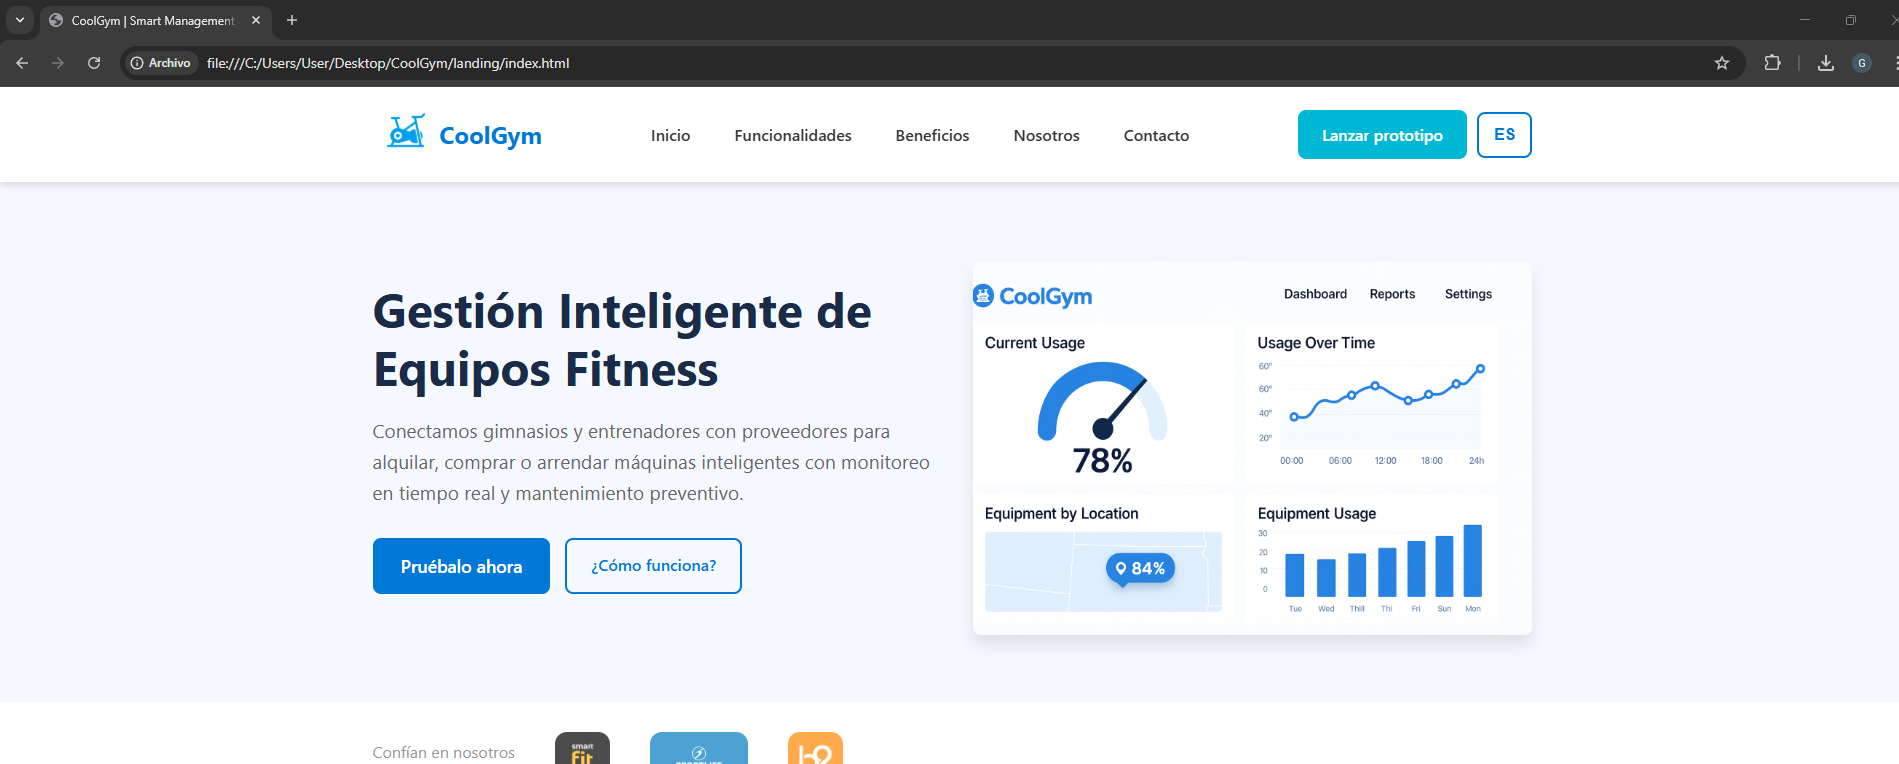 CoolGym | Smart Management
Archivo
file:///C:/Users/User/Desktop/CoolGym/landing/index.html
G
CoolGym
Inicio
Funcionalidades
Beneficios
Nosotros
Contacto
Lanzar prototipo
ES
Gestión Inteligente de
Equipos Fitness
Conectamos gimnasios y entrenadores con proveedores para
alquilar, comprar o arrendar máquinas inteligentes con monitoreo
en tiempo real y mantenimiento preventivo.
Pruébalo ahora
¿Cómo funciona?
CoolGym
Dashboard
Reports
Settings
Current Usage
78%
Usage Over Time
60°
60°
40°
20°
00:00
06:00
12:00
18:00
24h
Equipment by Location
84%
Equipment Usage
30
20
10
0
Tue
Wed
Thill
Thi
Fri
Sun
Mon
Confían en nosotros
smart
fit